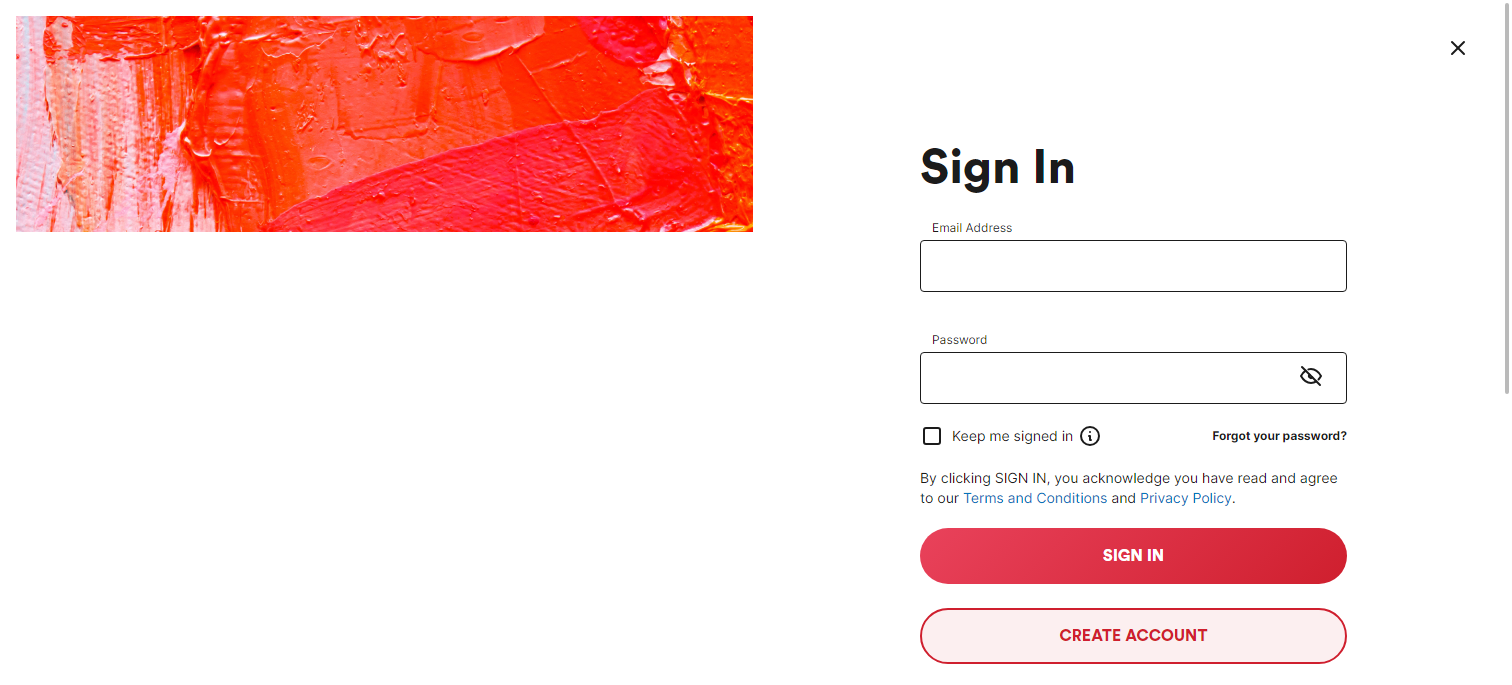 Sign In
Email Address
Password
Keep me signed in
Forgot your password?
By clicking SIGN IN, you acknowledge you have read and agree
to our Terms and Conditions and Privacy Policy.
SIGN IN
CREATE ACCOUNT